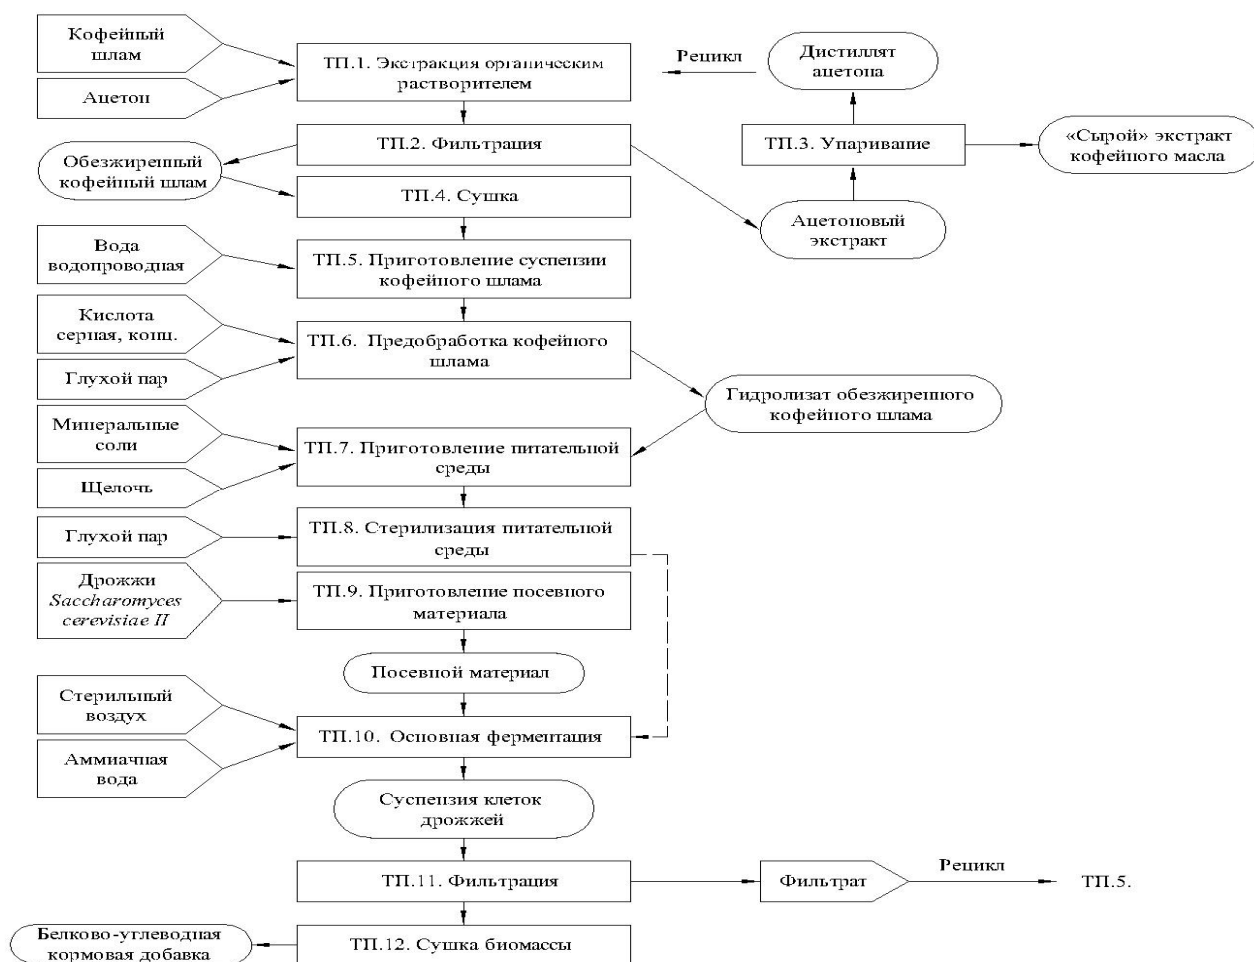 Кофейный
шлам
Ацетон
ТП.1. Экстракция органическим
растворителем
Рецикл
Дистиллят
ацетона
ТП.2. Фильтрация
ТП.3. Упаривание
«Сырой» экстракт
кофейного масла
Обезжиренный
кофейный шлам
ТП.4. Сушка
Ацетоновый
экстракт
Вода
водопроводная
ТП.5. Приготовление суспензии
кофейного шлама
Кислота
серная, конц.
Глухой пар
ТП.6. Предобработка кофейного
шлама
Гидролизат обезжиренного
кофейного шлама
Минеральные
соли
Щелочь
ТП.7. Приготовление питательной
среды
Глухой пар
ТП.8. Стерилизация питательной
среды
Дрожжи
Saccharomyces
cerevisiae II
ТП.9. Приготовление посевного
материала
Посевной материал
Стерильный
воздух
Аммиачная
вода
ТП.10. Основная ферментация
Суспензия клеток
дрожжей
ТП.11. Фильтрация
Фильтрат
Рецикл
ТП.5.
ТП.12. Сушка биомассы
Белково-углеводная
кормовая добавка